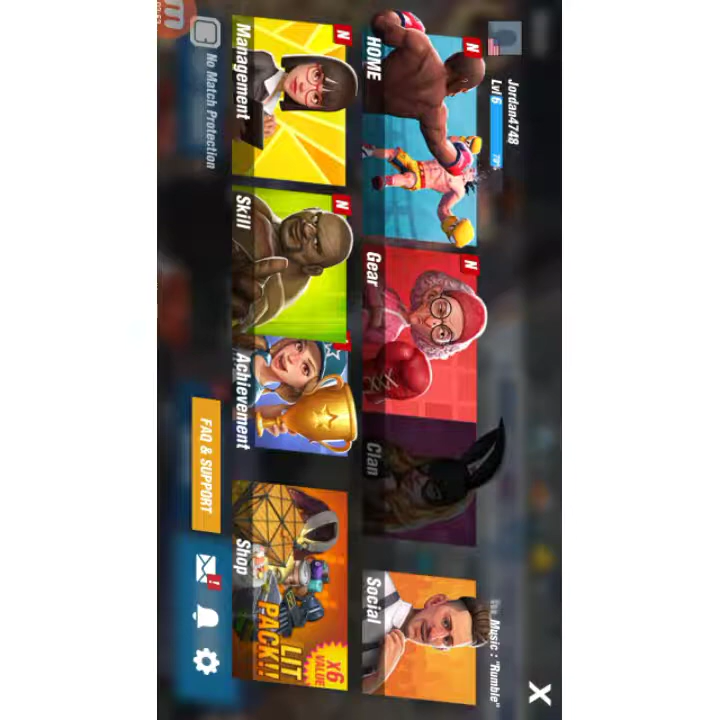 Jordan4748
Lvl 6
Music : "Rumble"
X
N
HOME
N
Gear
Clan
Social
N
Management
N
Skill
1
Achievement
Shop
x6
VALUE
LIT
PACK!!
No Match Protection
FAQ & SUPPORT
!